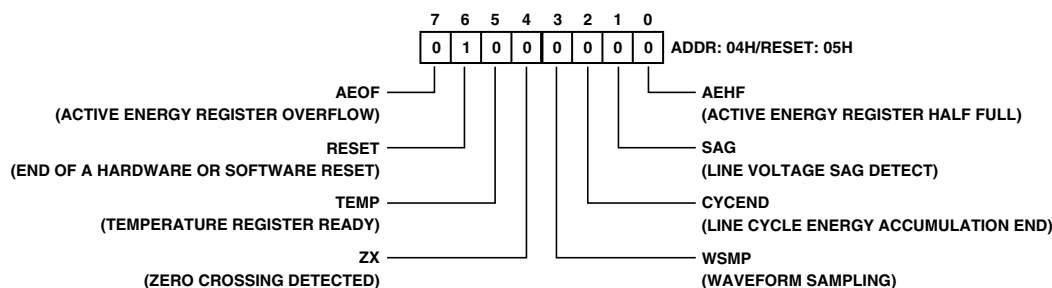 7 6 5 4 3 2 1 0
0 1 0 0 0 0 0 0 ADDR: 04H/RESET: 05H
AEOF
(ACTIVE ENERGY REGISTER OVERFLOW)
RESET
(END OF A HARDWARE OR SOFTWARE RESET)
TEMP
(TEMPERATURE REGISTER READY)
ZX
(ZERO CROSSING DETECTED)
AEHF
(ACTIVE ENERGY REGISTER HALF FULL)
SAG
(LINE VOLTAGE SAG DETECT)
CYCEND
(LINE CYCLE ENERGY ACCUMULATION END)
WSMP
(WAVEFORM SAMPLING)